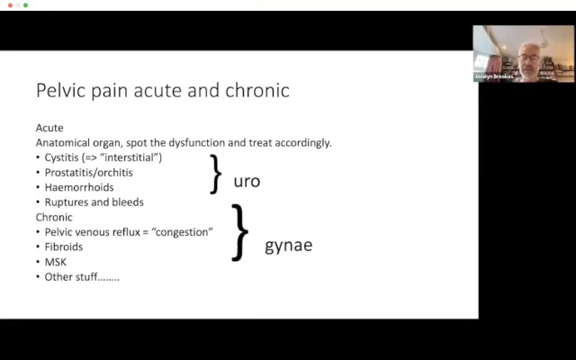 Pelvic pain acute and chronic
Acute
Anatomical organ, spot the dysfunction and treat accordingly.
• Cystitis (=> "interstitial")
• Prostatitis/orchitis
• Haemorrhoids
• Ruptures and bleeds
} uro
Chronic
• Pelvic venous reflux = "congestion"
• Fibroids
• MSK
• Other stuff........
} gynae
Jocelyn Brookes